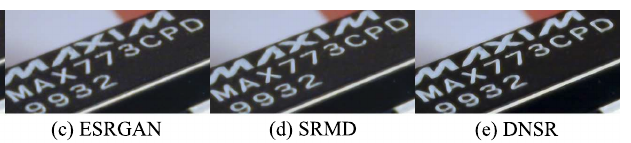 MAXIM
MAX773CPD
9932
MAXIM
MAX773CPD
9932
MAXIM
MAX773CPD
9932
(c) ESRGAN
(d) SRMD
(e) DNSR